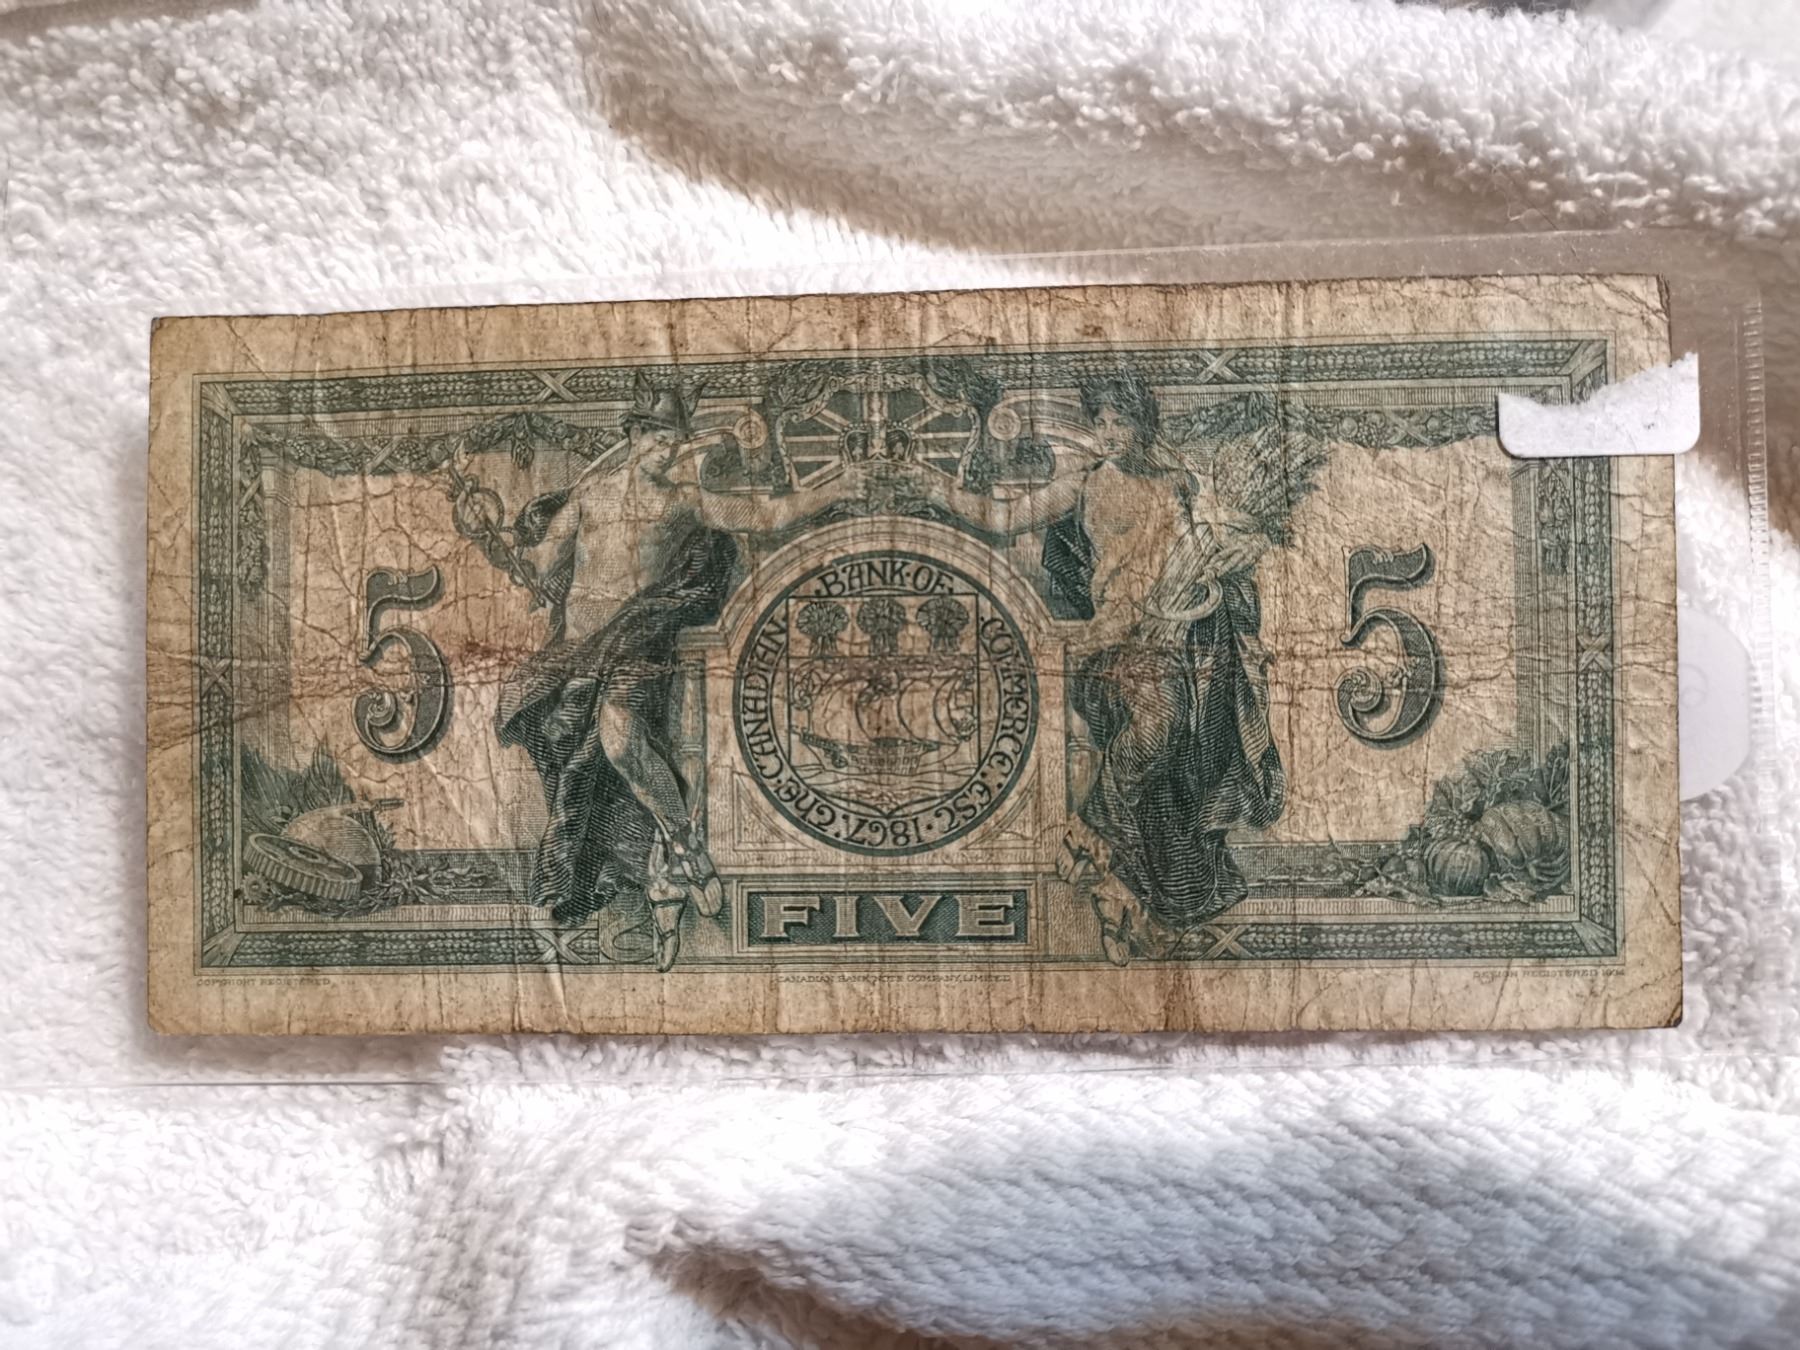 THE·CANADIAN·BANK·OF·COMMERCE·EST·1867·
5
5
FIVE
COPYRIGHT REGISTERED
CANADIAN BANK NOTE COMPANY, LIMITED
DESIGN REGISTERED